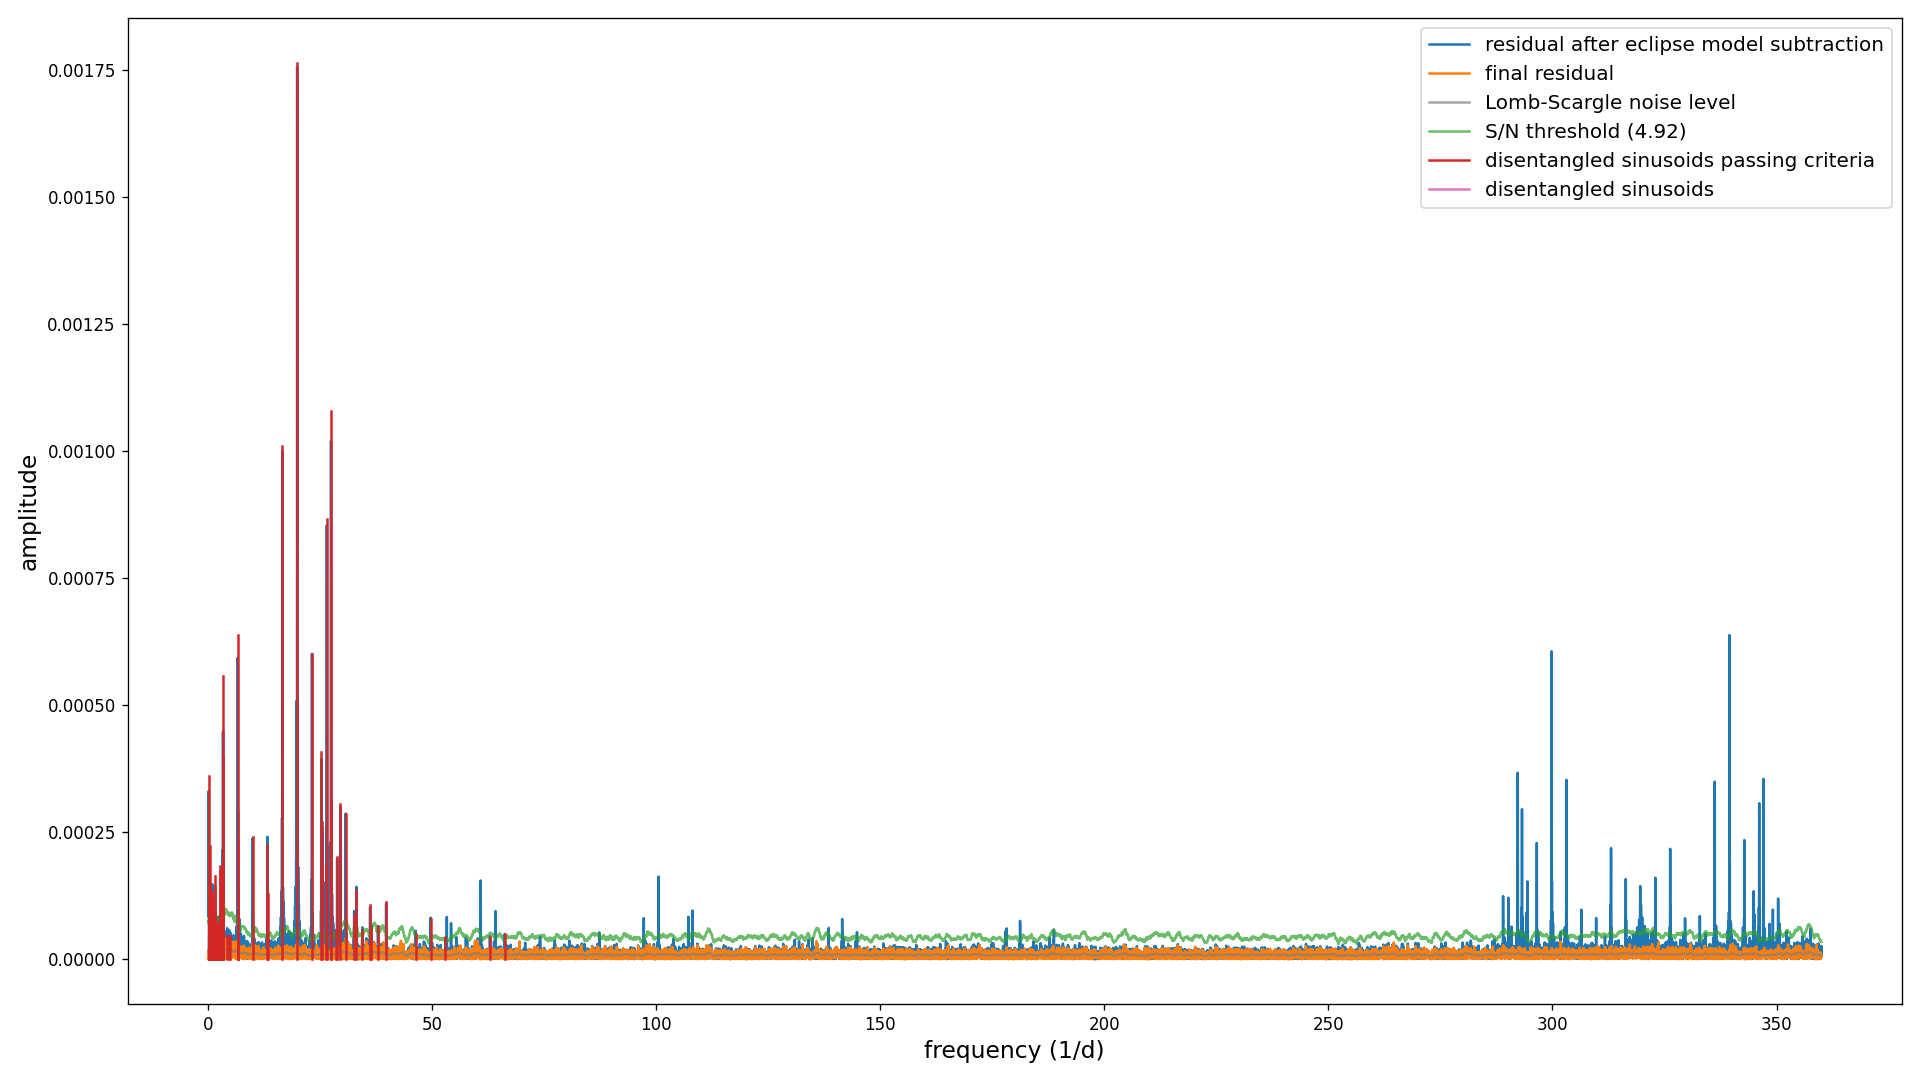 residual after eclipse model subtraction
final residual
Lomb-Scargle noise level
S/N threshold (4.92)
disentangled sinusoids passing criteria
disentangled sinusoids
0.00175
0.00150
0.00125
0.00100
0.00075
0.00050
0.00025
0.00000
amplitude
0 50 100 150 200 250 300 350
frequency (1/d)